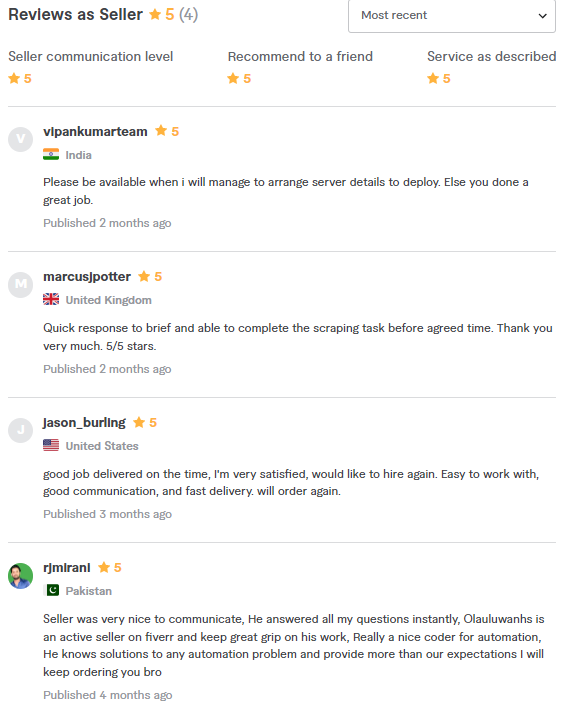 Reviews as Seller ★ 5 (4)
Most recent
Seller communication level
★ 5
Recommend to a friend
★ 5
Service as described
★ 5
V
vipankumarteam ★ 5
India
Please be available when i will manage to arrange server details to deploy. Else you done a
great job.
Published 2 months ago
M
marcusjpotter ★ 5
United Kingdom
Quick response to brief and able to complete the scraping task before agreed time. Thank you
very much. 5/5 stars.
Published 2 months ago
J
jason_burling ★ 5
United States
good job delivered on the time, I'm very satisfied, would like to hire again. Easy to work with,
good communication, and fast delivery. will order again.
Published 3 months ago
rjmirani ★ 5
Pakistan
Seller was very nice to communicate, He answered all my questions instantly, Olauluwanhs is
an active seller on fiverr and keep great grip on his work, Really a nice coder for automation,
He knows solutions to any automation problem and provide more than our expectations I will
keep ordering you bro
Published 4 months ago